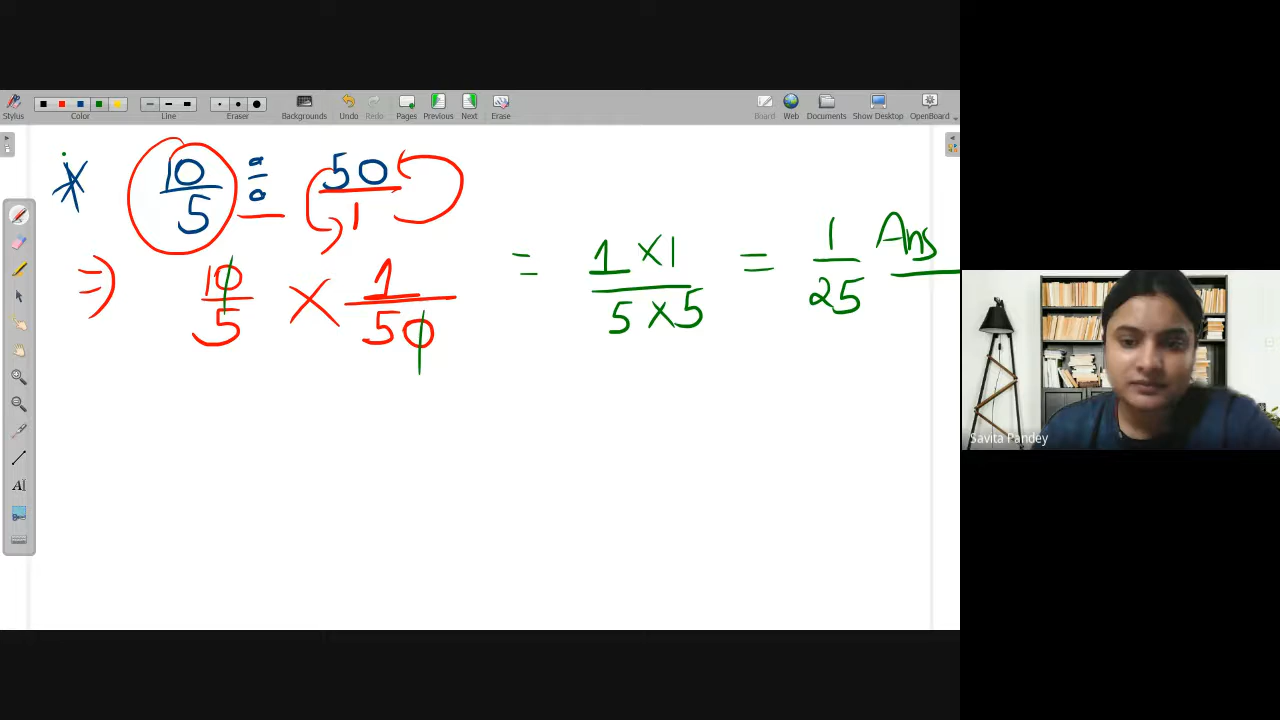 Stylus Color Line Eraser Backgrounds Undo Redo Pages Previous Next Erase Board Web Documents Show Desktop OpenBoard
* 10/5 ÷ 50/1
⇒ 10/5 × 1/50 = 1 × 1 / 5 × 5 = 1/25 Ans
Savita Pandey